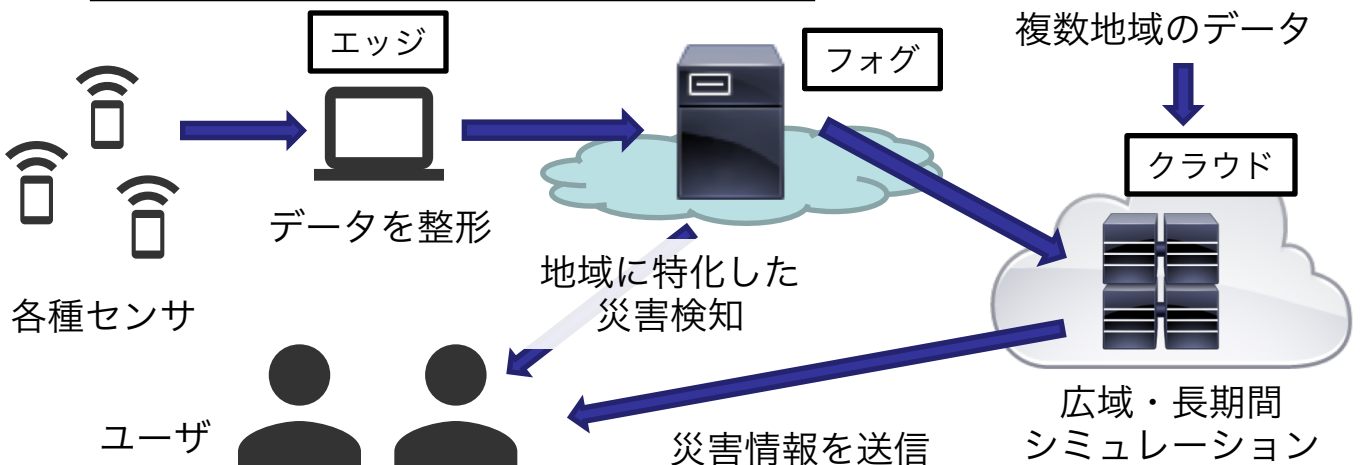 エッジ
フォグ
複数地域のデータ
クラウド
データを整形
各種センサ
地域に特化した
災害検知
ユーザ
災害情報を送信
広域・長期間
シミュレーション